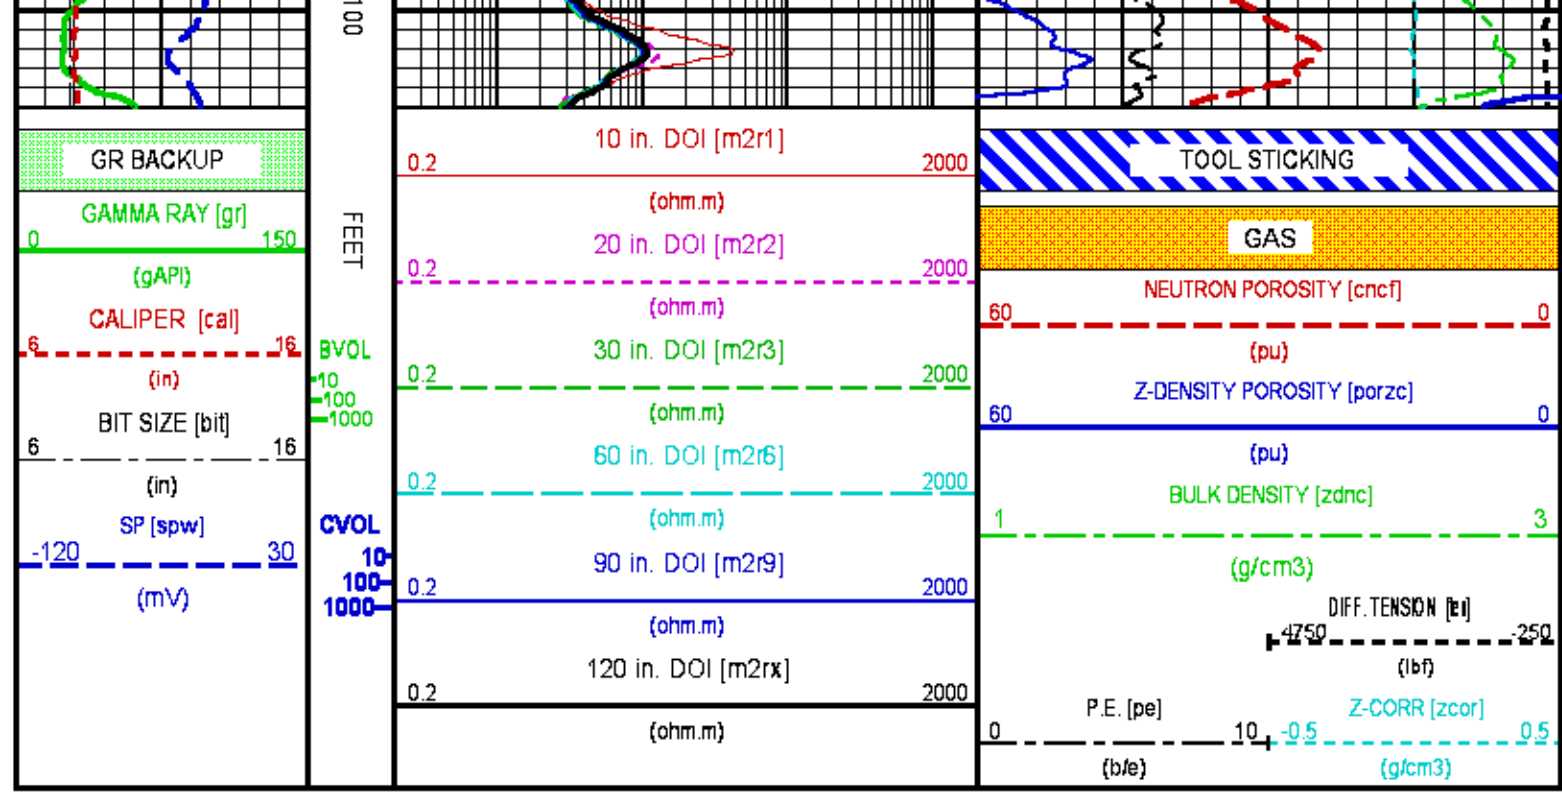 GR BACKUP
GAMMA RAY [gr]
0 150
(gAPI)
CALIPER [cal]
6 16
(in)
BIT SIZE [bit]
6 16
(in)
SP [spw]
-120 30
(mV)
100
FEET
BVOL
10
100
1000
CVOL
10
100
1000
10 in. DOI [m2r1]
0.2 2000
(ohm.m)
20 in. DOI [m2r2]
0.2 2000
(ohm.m)
30 in. DOI [m2r3]
0.2 2000
(ohm.m)
60 in. DOI [m2r6]
0.2 2000
(ohm.m)
90 in. DOI [m2r9]
0.2 2000
(ohm.m)
120 in. DOI [m2rx]
0.2 2000
(ohm.m)
TOOL STICKING
GAS
NEUTRON POROSITY [cncf]
60 0
(pu)
Z-DENSITY POROSITY [porzc]
60 0
(pu)
BULK DENSITY [zdnc]
1 3
(g/cm3)
DIFF. TENSION
4750 -250
(lbf)
P.E. [pe]
0 10
(b/e)
Z-CORR [zcor]
-0.5 0.5
(g/cm3)